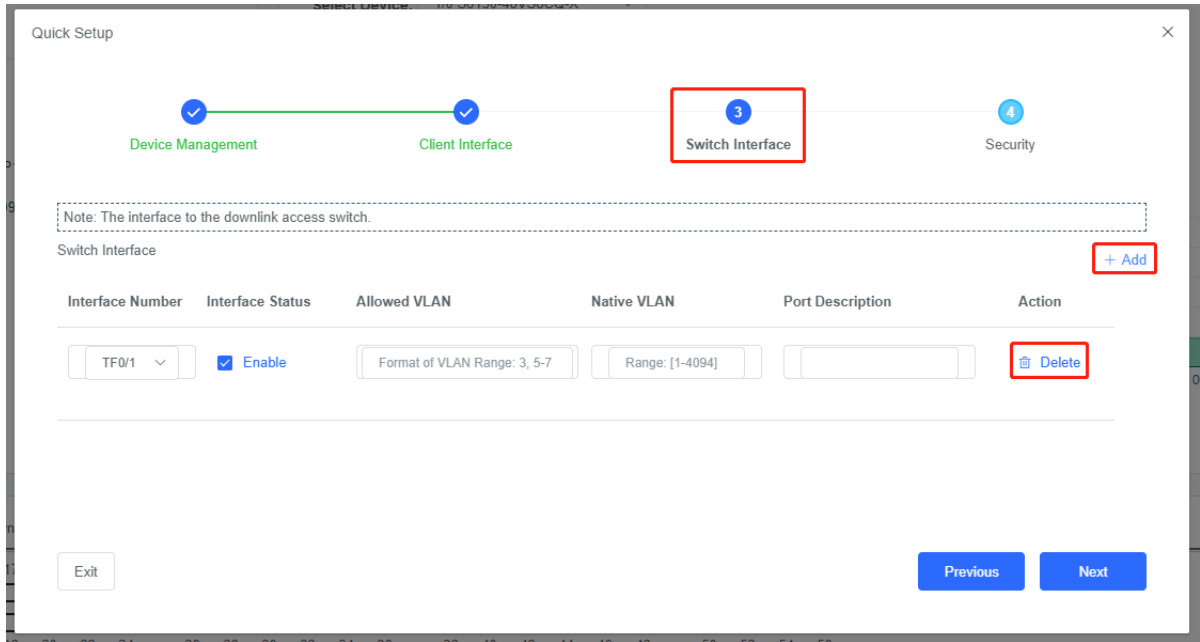 Select Device:
Quick Setup
3
4
Device Management
Client Interface
Switch Interface
Security
Note: The interface to the downlink access switch.
Switch Interface
+ Add
Interface Number Interface Status Allowed VLAN Native VLAN Port Description Action
TF0/1 Enable Format of VLAN Range: 3, 5-7 Range: [1-4094] Delete
Exit
Previous
Next